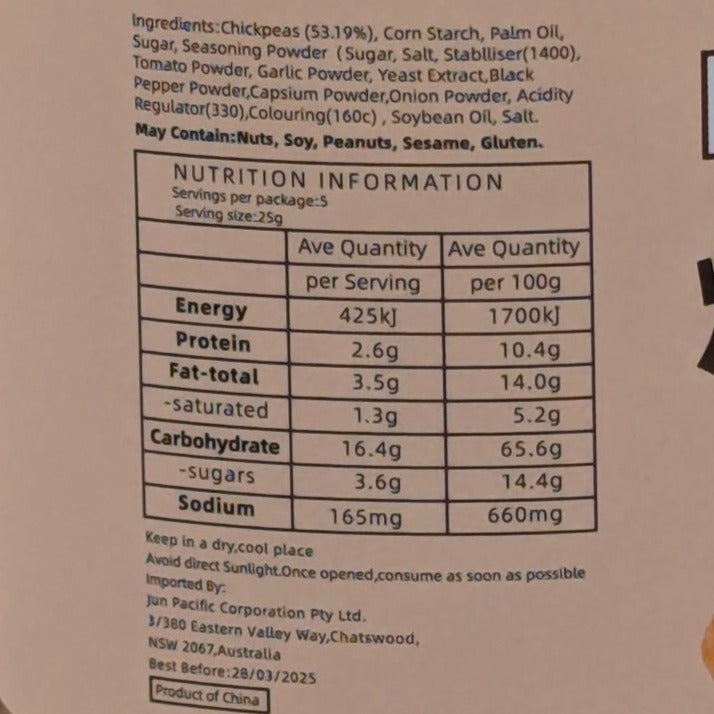 Ingredients:Chickpeas (53.19%), Corn Starch, Palm Oil,
Sugar, Seasoning Powder (Sugar, Salt, Stablliser(1400),
Tomato Powder, Garlic Powder, Yeast Extract,Black
Pepper Powder,Capsium Powder,Onion Powder, Acidity
Regulator(330),Colouring(160c) , Soybean Oil, Salt.
May Contain:Nuts, Soy, Peanuts, Sesame, Gluten.
NUTRITION INFORMATION
Servings per package:5
Serving size:25g
Ave Quantity Ave Quantity
per Serving per 100g
Energy 425kJ 1700kJ
Protein 2.6g 10.4g
Fat-total 3.5g 14.0g
-saturated 1.3g 5.2g
Carbohydrate 16.4g 65.6g
-sugars 3.6g 14.4g
Sodium 165mg 660mg
Keep in a dry,cool place
Avoid direct Sunlight.Once opened,consume as soon as possible
Imported By:
Jun Pacific Corporation Pty Ltd.
3/380 Eastern Valley Way,Chatswood,
NSW 2067,Australia
Best Before:28/03/2025
Product of China